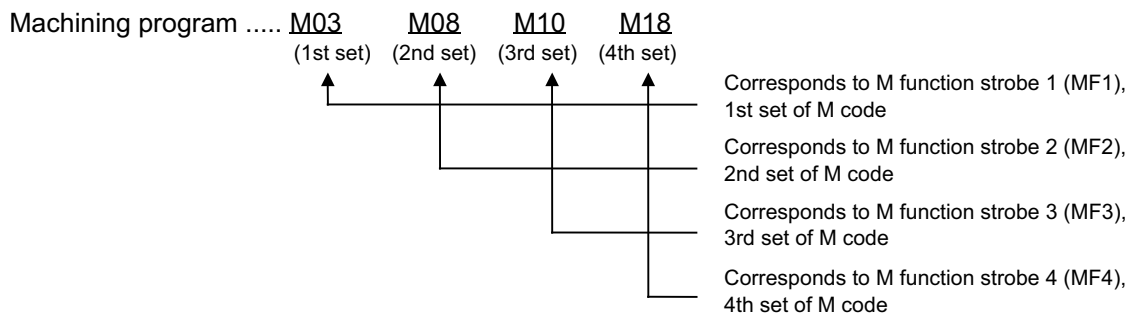 Machining program ..... M03 M08 M10 M18
(1st set) (2nd set) (3rd set) (4th set)
Corresponds to M function strobe 1 (MF1),
1st set of M code
Corresponds to M function strobe 2 (MF2),
2nd set of M code
Corresponds to M function strobe 3 (MF3),
3rd set of M code
Corresponds to M function strobe 4 (MF4),
4th set of M code